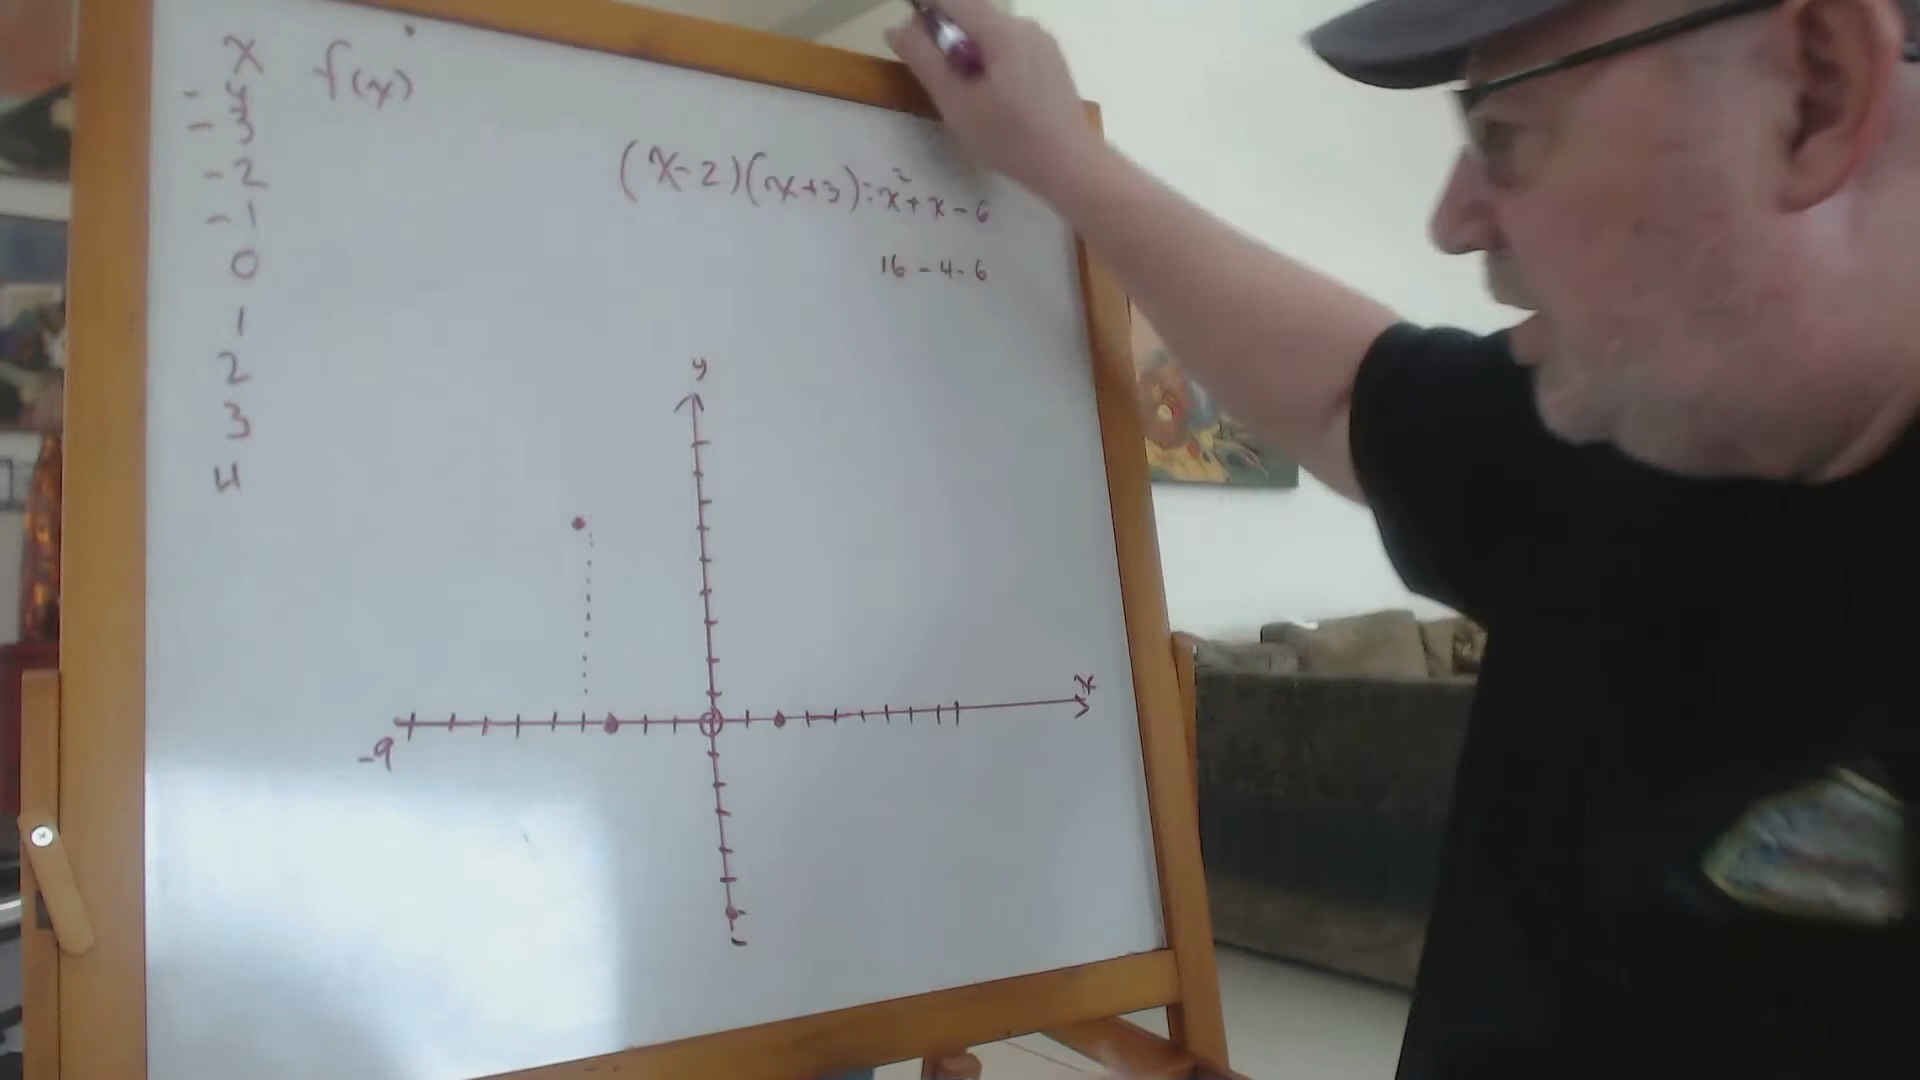 x f(x)
-4
-3
-2
-1
0
1
2
3
4
(x-2)(x+3)=x²+x-6
16-4-6
y
x
-9